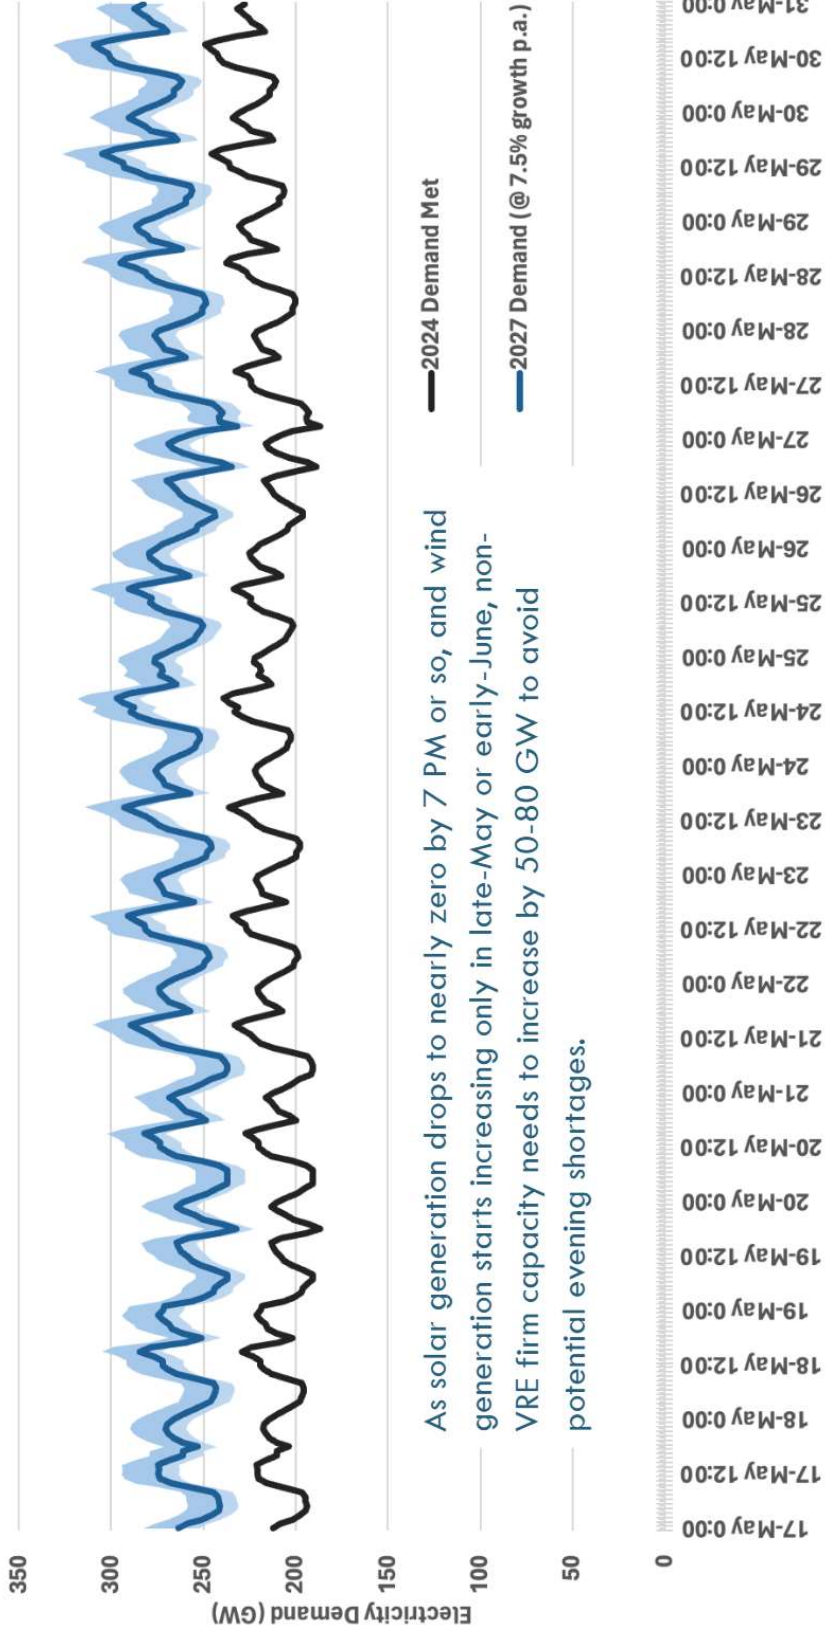 350
300
250
200
150
100
50
0
Electricity Demand (GW)
2024 Demand Met
2027 Demand (@ 7.5% growth p.a.)
As solar generation drops to nearly zero by 7 PM or so, and wind
generation starts increasing only in late-May or early-June, non-
VRE firm capacity needs to increase by 50-80 GW to avoid
potential evening shortages.
17-May 0:00
17-May 12:00
18-May 0:00
18-May 12:00
19-May 0:00
19-May 12:00
20-May 0:00
20-May 12:00
21-May 0:00
21-May 12:00
22-May 0:00
22-May 12:00
23-May 0:00
23-May 12:00
24-May 0:00
24-May 12:00
25-May 0:00
25-May 12:00
26-May 0:00
26-May 12:00
27-May 0:00
27-May 12:00
28-May 0:00
28-May 12:00
29-May 0:00
29-May 12:00
30-May 0:00
30-May 12:00
31-May 0:00